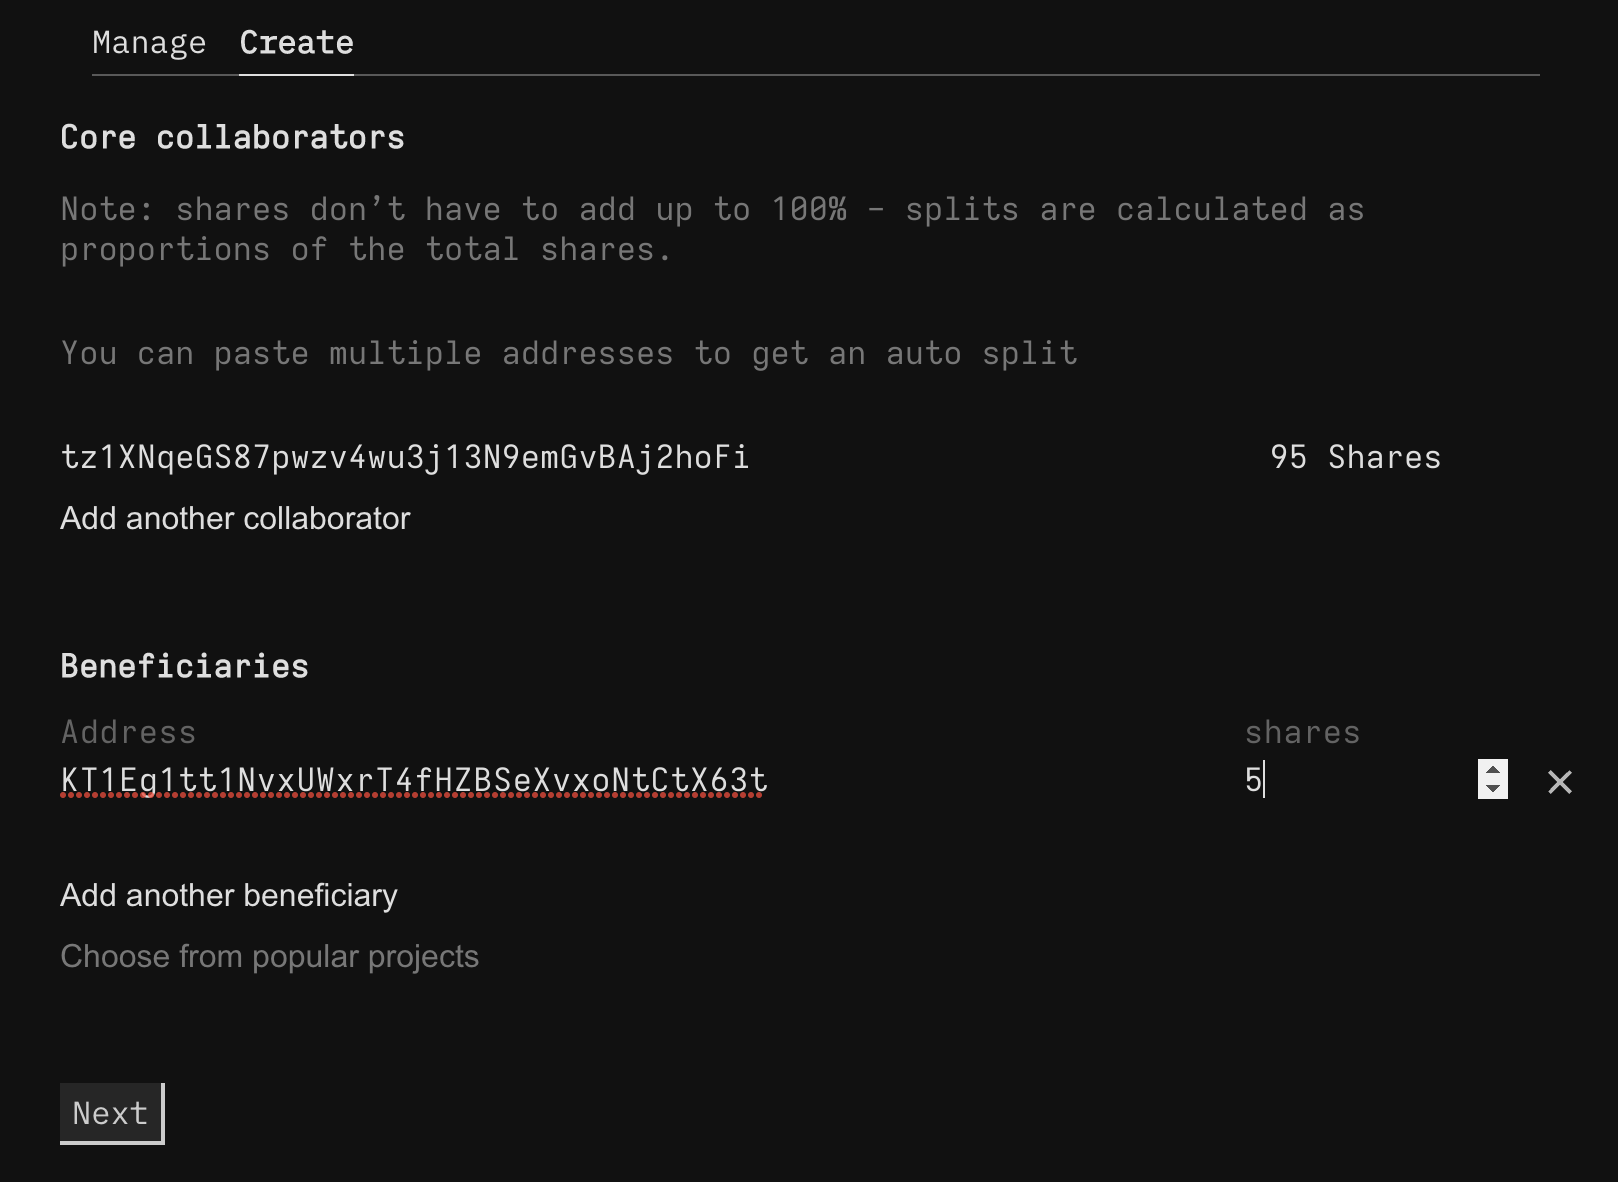 Manage Create
Core collaborators
Note: shares don’t have to add up to 100% – splits are calculated as
proportions of the total shares.
You can paste multiple addresses to get an auto split
tz1XNqeGS87pwzv4wu3j13N9emGvBAj2hoFi 95 Shares
Add another collaborator
Beneficiaries
Address shares
KT1Eg1tt1NvxUWxrT4fHZBSeXvxoNtCtX63t 5
Add another beneficiary
Choose from popular projects
Next